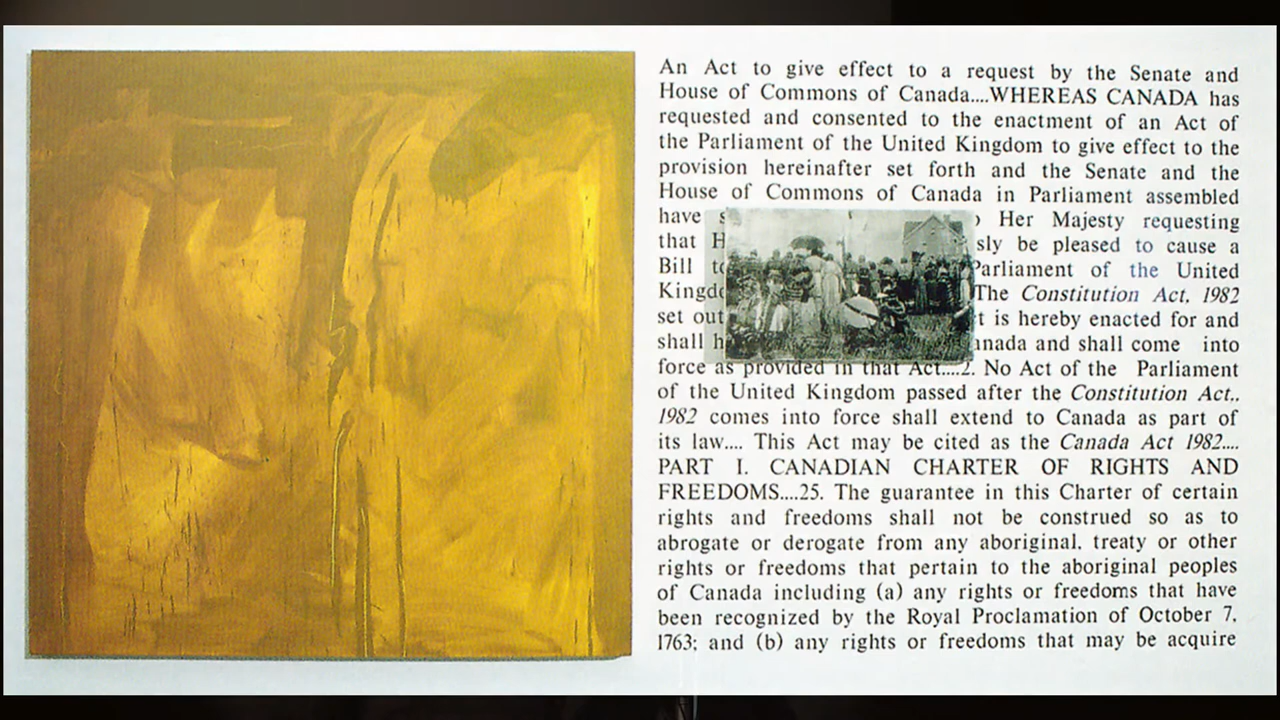 An Act to give effect to a request by the Senate and
House of Commons of Canada....WHEREAS CANADA has
requested and consented to the enactment of an Act of
the Parliament of the United Kingdom to give effect to the
provision hereinafter set forth and the Senate and the
House of Commons of Canada in Parliament assembled
have Her Majesty requesting
that be pleased to cause a
Bill Parliament of the United
The Constitution Act, 1982
set out is hereby enacted for and
shall and shall come into
force as provided in that Act....2. No Act of the Parliament
of the United Kingdom passed after the Constitution Act..
1982 comes into force shall extend to Canada as part of
its law.... This Act may be cited as the Canada Act 1982....
PART I. CANADIAN CHARTER OF RIGHTS AND
FREEDOMS....25. The guarantee in this Charter of certain
rights and freedoms shall not be construed so as to
abrogate or derogate from any aboriginal, treaty or other
rights or freedoms that pertain to the aboriginal peoples
of Canada including (a) any rights or freedoms that have
been recognized by the Royal Proclamation of October 7,
1763; and (b) any rights or freedoms that may be acquire